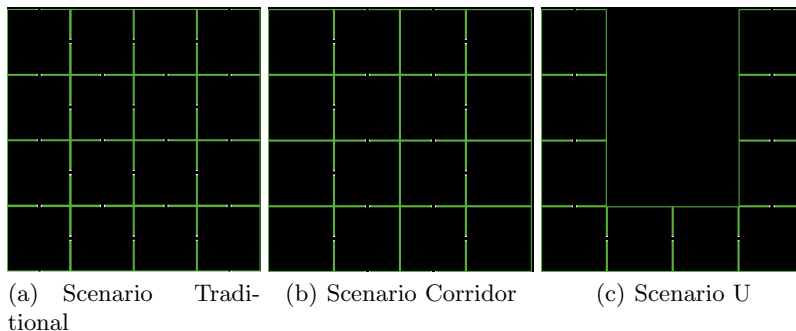 (a) Scenario Tradi-
tional
(b) Scenario Corridor
(c) Scenario U